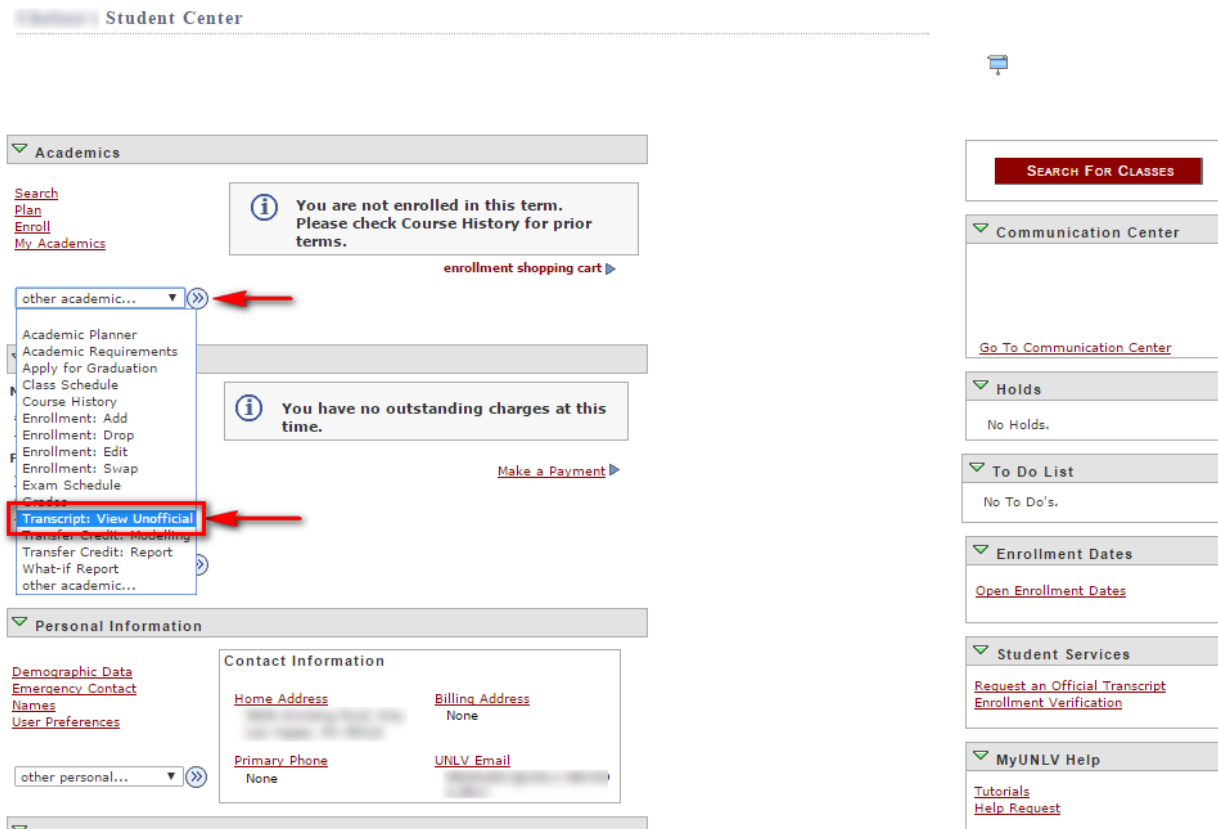 Student Center
Academics
Search
Plan
Enroll
My Academics
You are not enrolled in this term.
Please check Course History for prior
terms.
enrollment shopping cart
other academic...
Academic Planner
Academic Requirements
Apply for Graduation
Class Schedule
Course History
Enrollment: Add
Enrollment: Drop
Enrollment: Edit
Enrollment: Swap
Exam Schedule
Grades
Transcript: View Unofficial
Transfer Credit: Modelling
Transfer Credit: Report
What-if Report
other academic...
You have no outstanding charges at this
time.
Make a Payment
Personal Information
Demographic Data
Emergency Contact
Names
User Preferences
other personal...
Contact Information
Home Address
Billing Address
None
Primary Phone
None
UNLV Email
SEARCH FOR CLASSES
Communication Center
Go To Communication Center
Holds
No Holds.
To Do List
No To Do's.
Enrollment Dates
Open Enrollment Dates
Student Services
Request an Official Transcript
Enrollment Verification
MyUNLV Help
Tutorials
Help Request